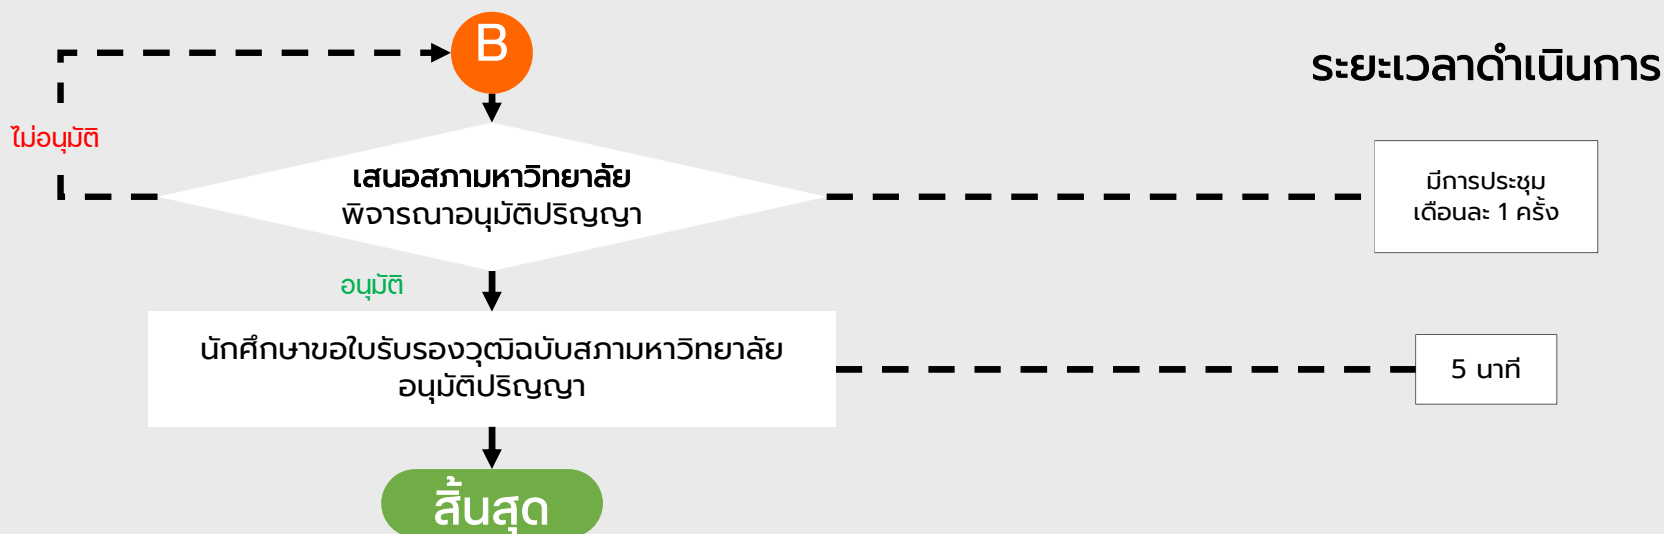 B
ระยะเวลาดำเนินการ
ไม่อนุมัติ
เสนอสภามหาวิทยาลัย
พิจารณาอนุมัติปริญญา
มีการประชุม
เดือนละ 1 ครั้ง
อนุมัติ
นักศึกษาขอใบรับรองวุฒิฉบับสภามหาวิทยาลัย
อนุมัติปริญญา
5 นาที
สิ้นสุด